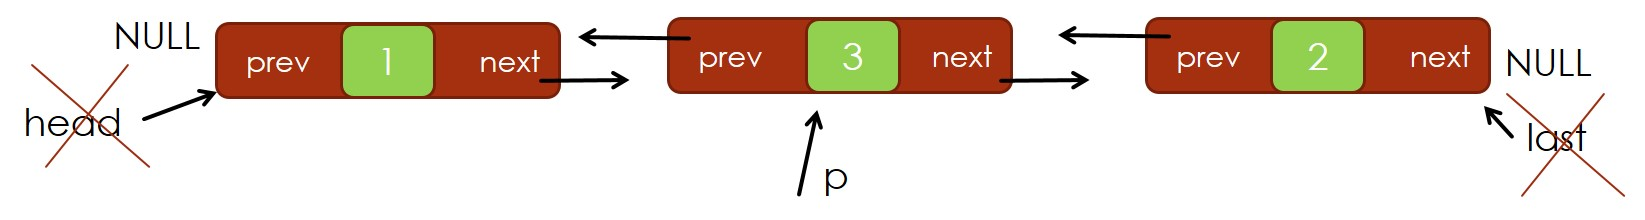 NULL
prev 1 next
prev 3 next
prev 2 next
NULL
head
last
p